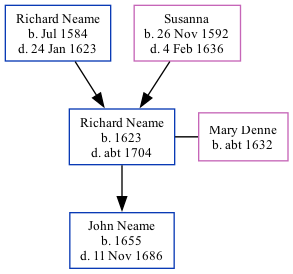 Richard Neame
b. Jul 1584
d. 24 Jan 1623
Susanna
b. 26 Nov 1592
d. 4 Feb 1636
Richard Neame
b. 1623
d. abt 1704
Mary Denne
b. abt 1632
John Neame
b. 1655
d. 11 Nov 1686